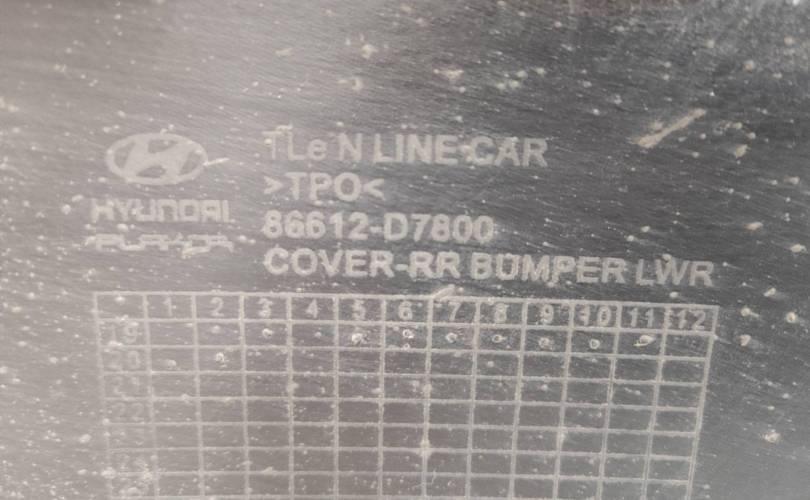 TLe N LINE-CAR
>TPO<
HYUNDAI
86612-D7800
COVER-RR BUMPER LWR
1 2 3 4 5 6 7 8 9 10 11 12
19
20
21
22